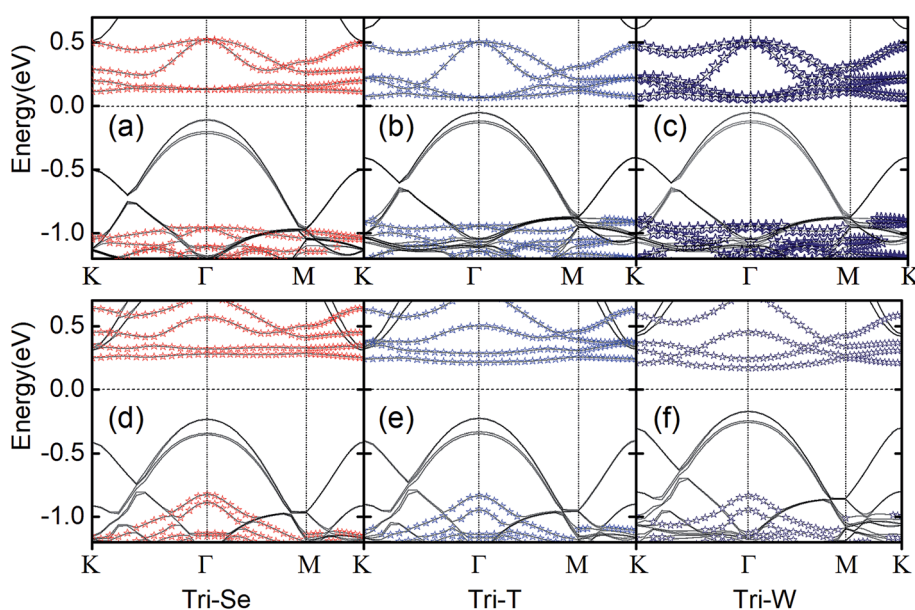 Energy(eV)
0.5
0.0
-0.5
-1.0
(a) (b) (c)
K Γ M K Γ M K Γ M K
Energy(eV)
0.5
0.0
-0.5
-1.0
(d) (e) (f)
K Γ M K Γ M K Γ M K
Tri-Se Tri-T Tri-W